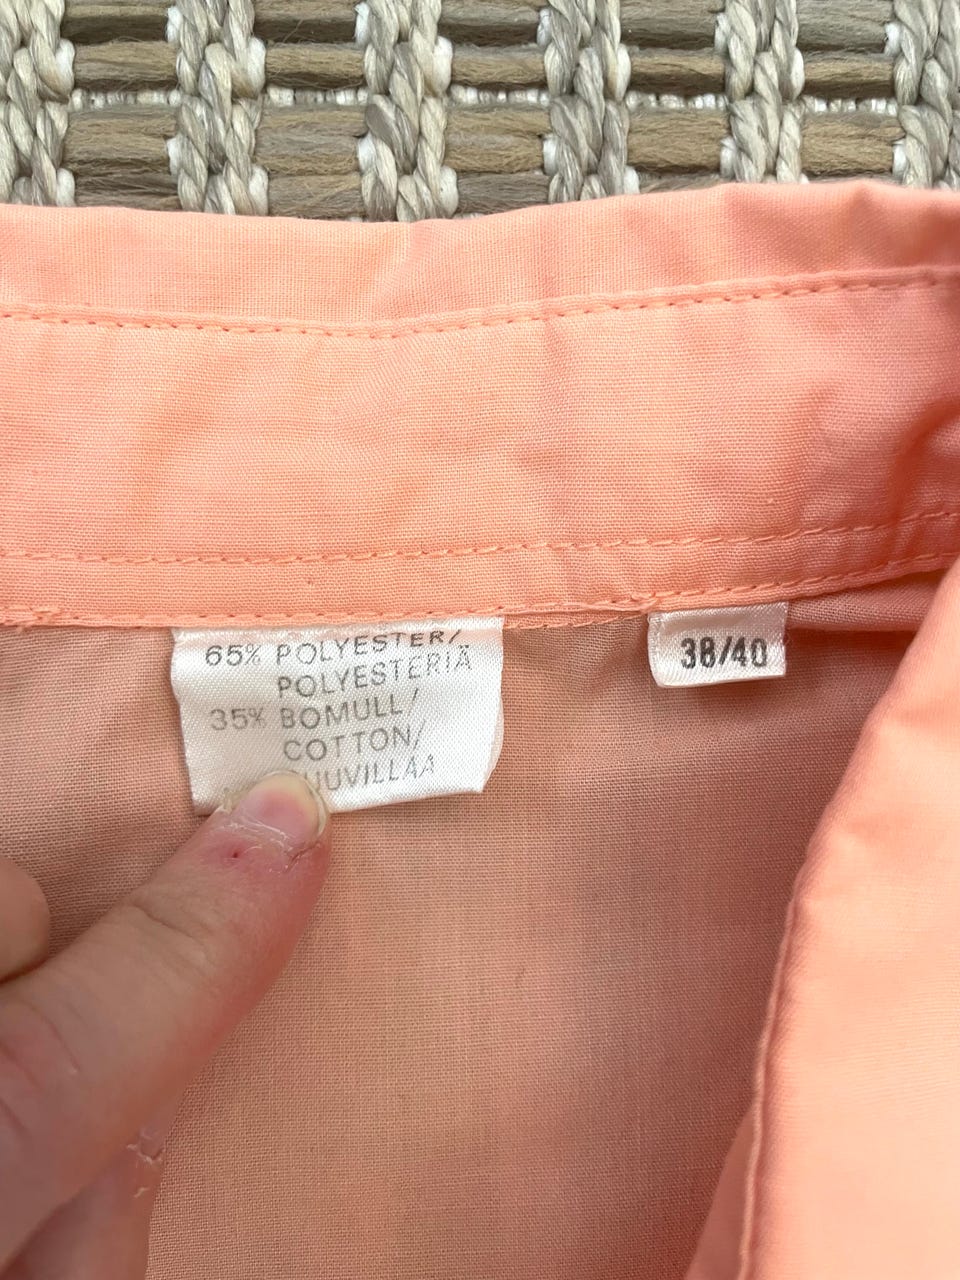 65% POLYESTER/
POLYESTERIÄ
35% BOMULL/
COTTON/
38/40